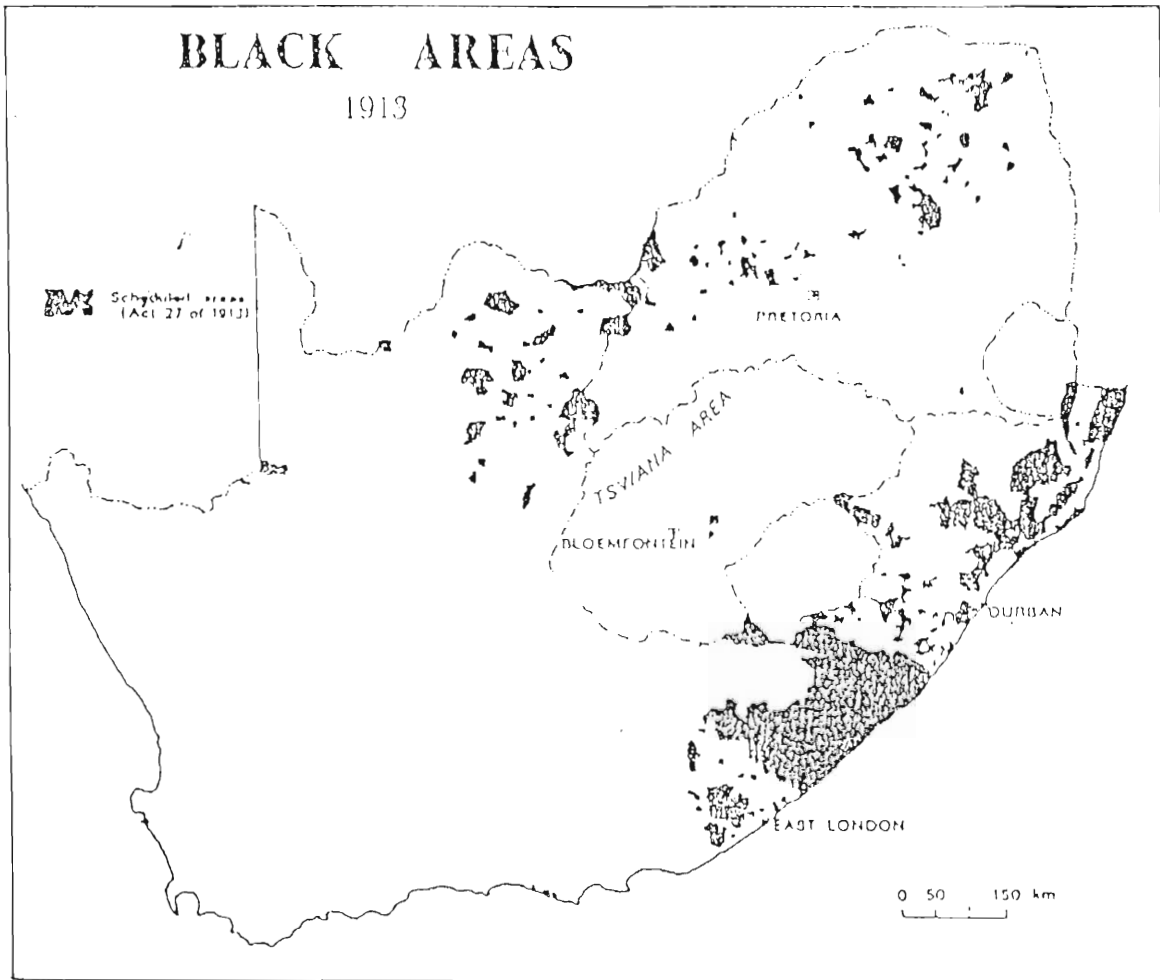 BLACK AREAS
1913
Scheduled areas
(Act 27 of 1913)
PRETORIA
TSWANA AREA
BLOEMFONTEIN
DURBAN
EAST LONDON
0 50 150 km